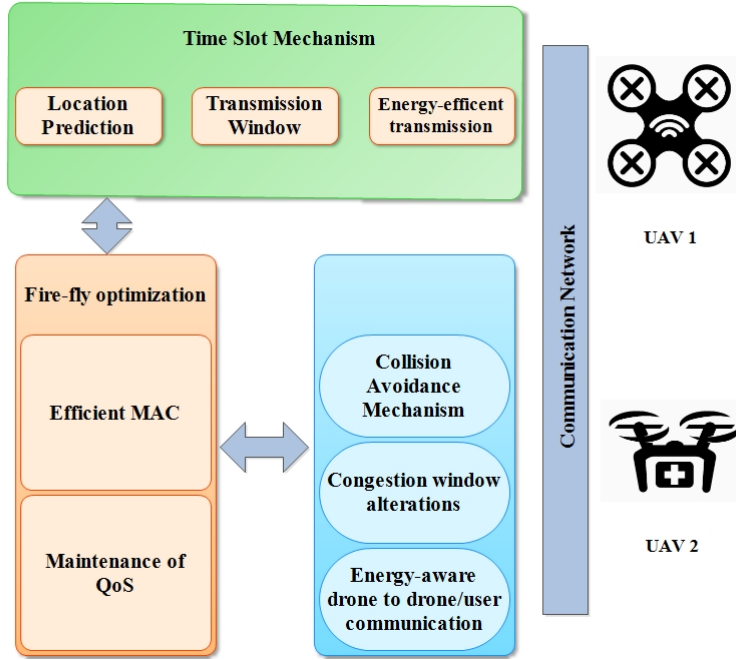 Time Slot Mechanism
Location
Prediction
Transmission
Window
Energy-efficent
transmission
Fire-fly optimization
Efficient MAC
Maintenance of
QoS
Collision
Avoidance
Mechanism
Congestion window
alterations
Energy-aware
drone to drone/user
communication
Communication Network
UAV 1
UAV 2